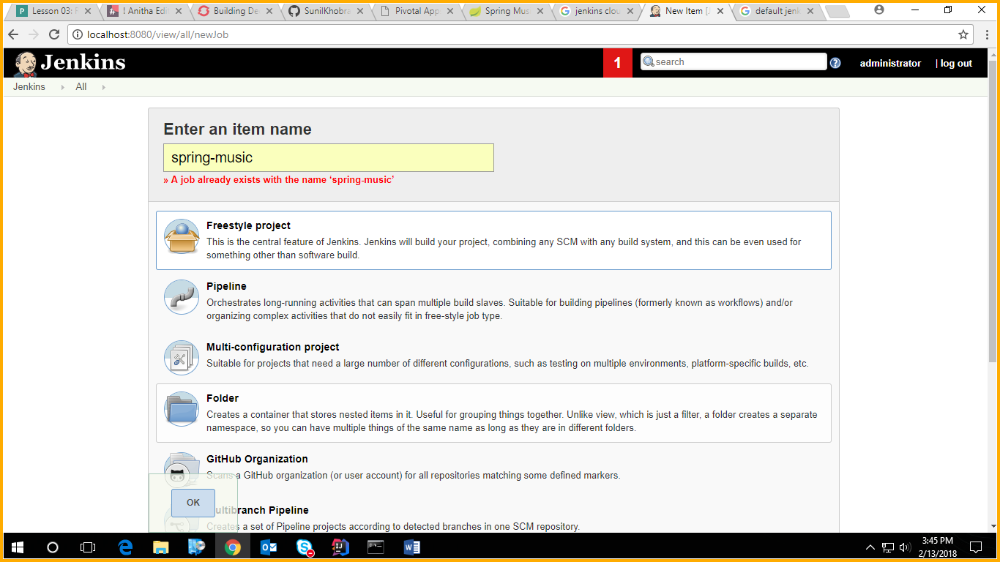 Lesson 03: F
! Anitha Edi
Building De
SunilKhobra
Pivotal App
Spring Mus
jenkins clou
New Item [J
default jenk
localhost:8080/view/all/newJob
Jenkins
1
search
administrator
| log out
Jenkins
All
Enter an item name
spring-music
» A job already exists with the name ‘spring-music’
Freestyle project
This is the central feature of Jenkins. Jenkins will build your project, combining any SCM with any build system, and this can be even used for
something other than software build.
Pipeline
Orchestrates long-running activities that can span multiple build slaves. Suitable for building pipelines (formerly known as workflows) and/or
organizing complex activities that do not easily fit in free-style job type.
Multi-configuration project
Suitable for projects that need a large number of different configurations, such as testing on multiple environments, platform-specific builds, etc.
Folder
Creates a container that stores nested items in it. Useful for grouping things together. Unlike view, which is just a filter, a folder creates a separate
namespace, so you can have multiple things of the same name as long as they are in different folders.
GitHub Organization
Scans a GitHub organization (or user account) for all repositories matching some defined markers.
OK
Multibranch Pipeline
Creates a set of Pipeline projects according to detected branches in one SCM repository.
3:45 PM
2/13/2018